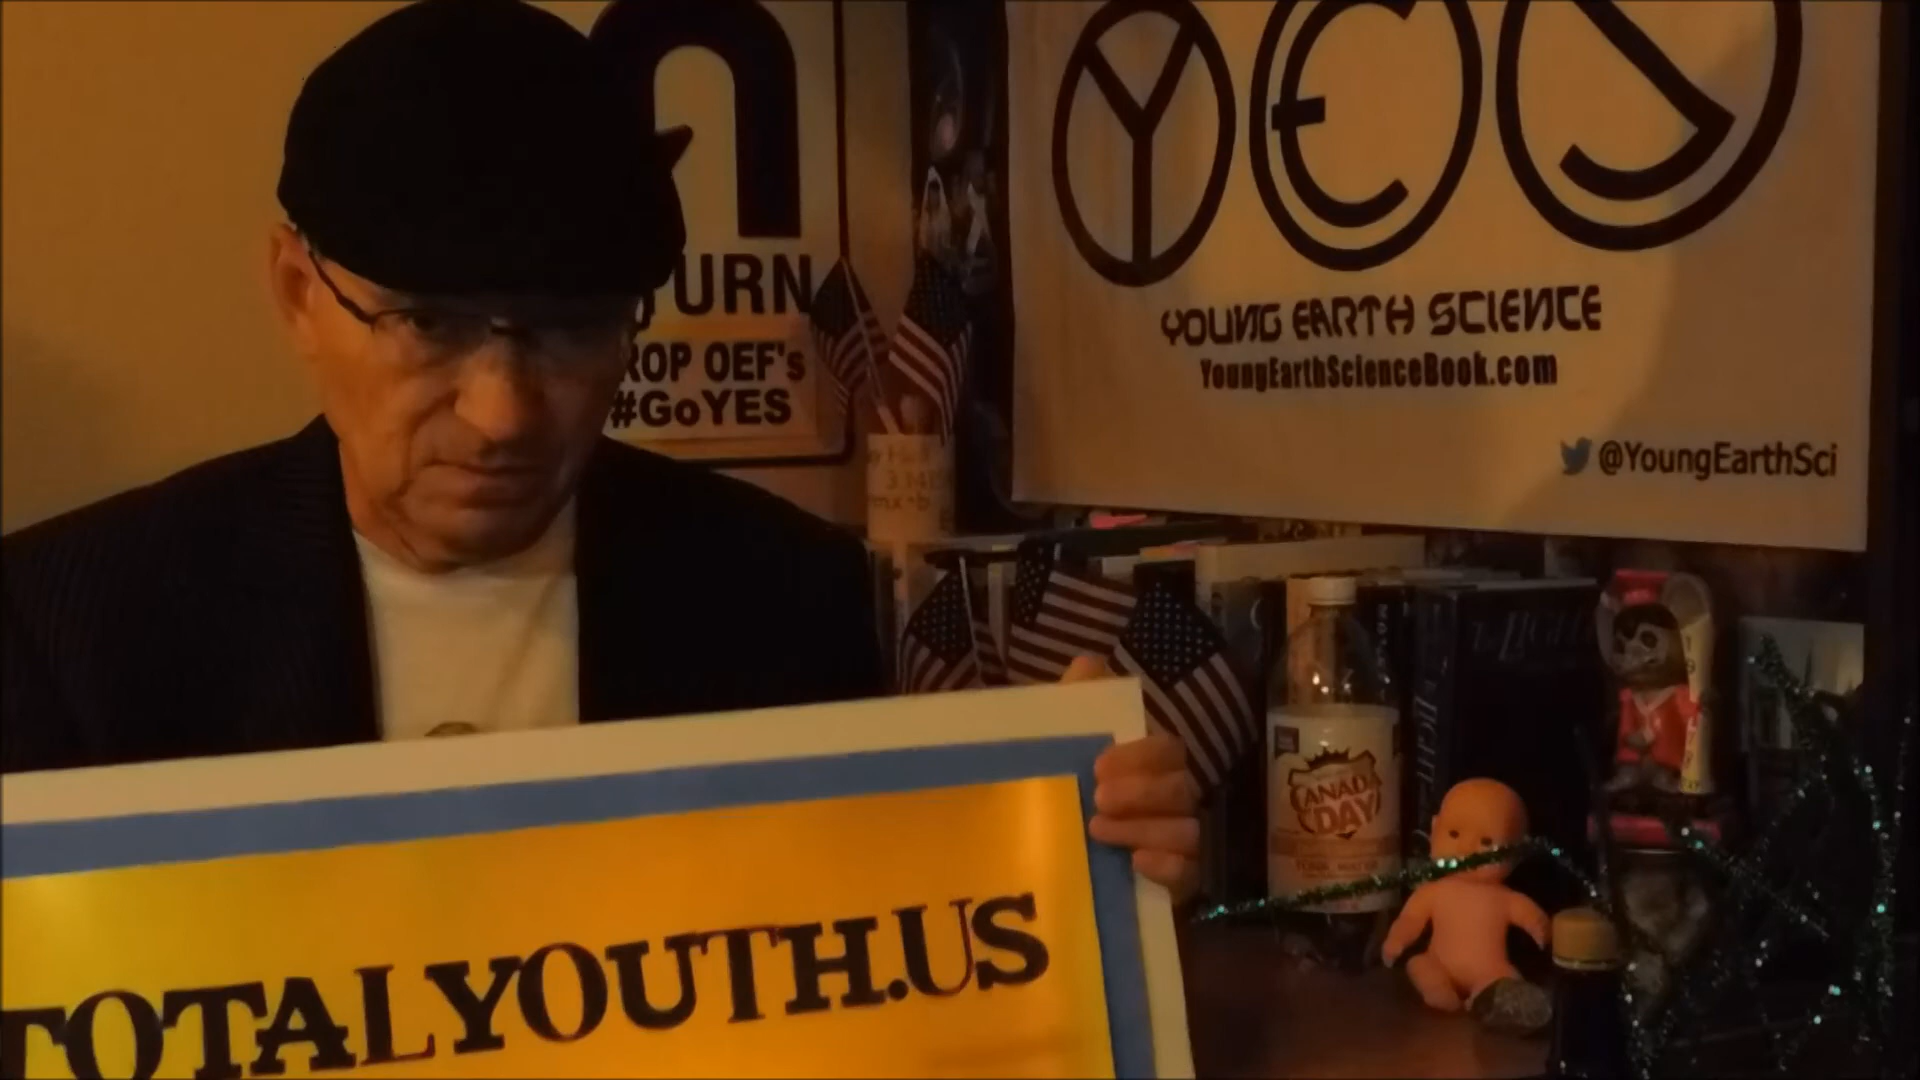 YES
YOUNG EARTH SCIENCE
YoungEarthScienceBook.com
@YoungEarthSci
URN
ROP OEF's
#GoYES
TOTALYOUTH.US
CANADA
DAY